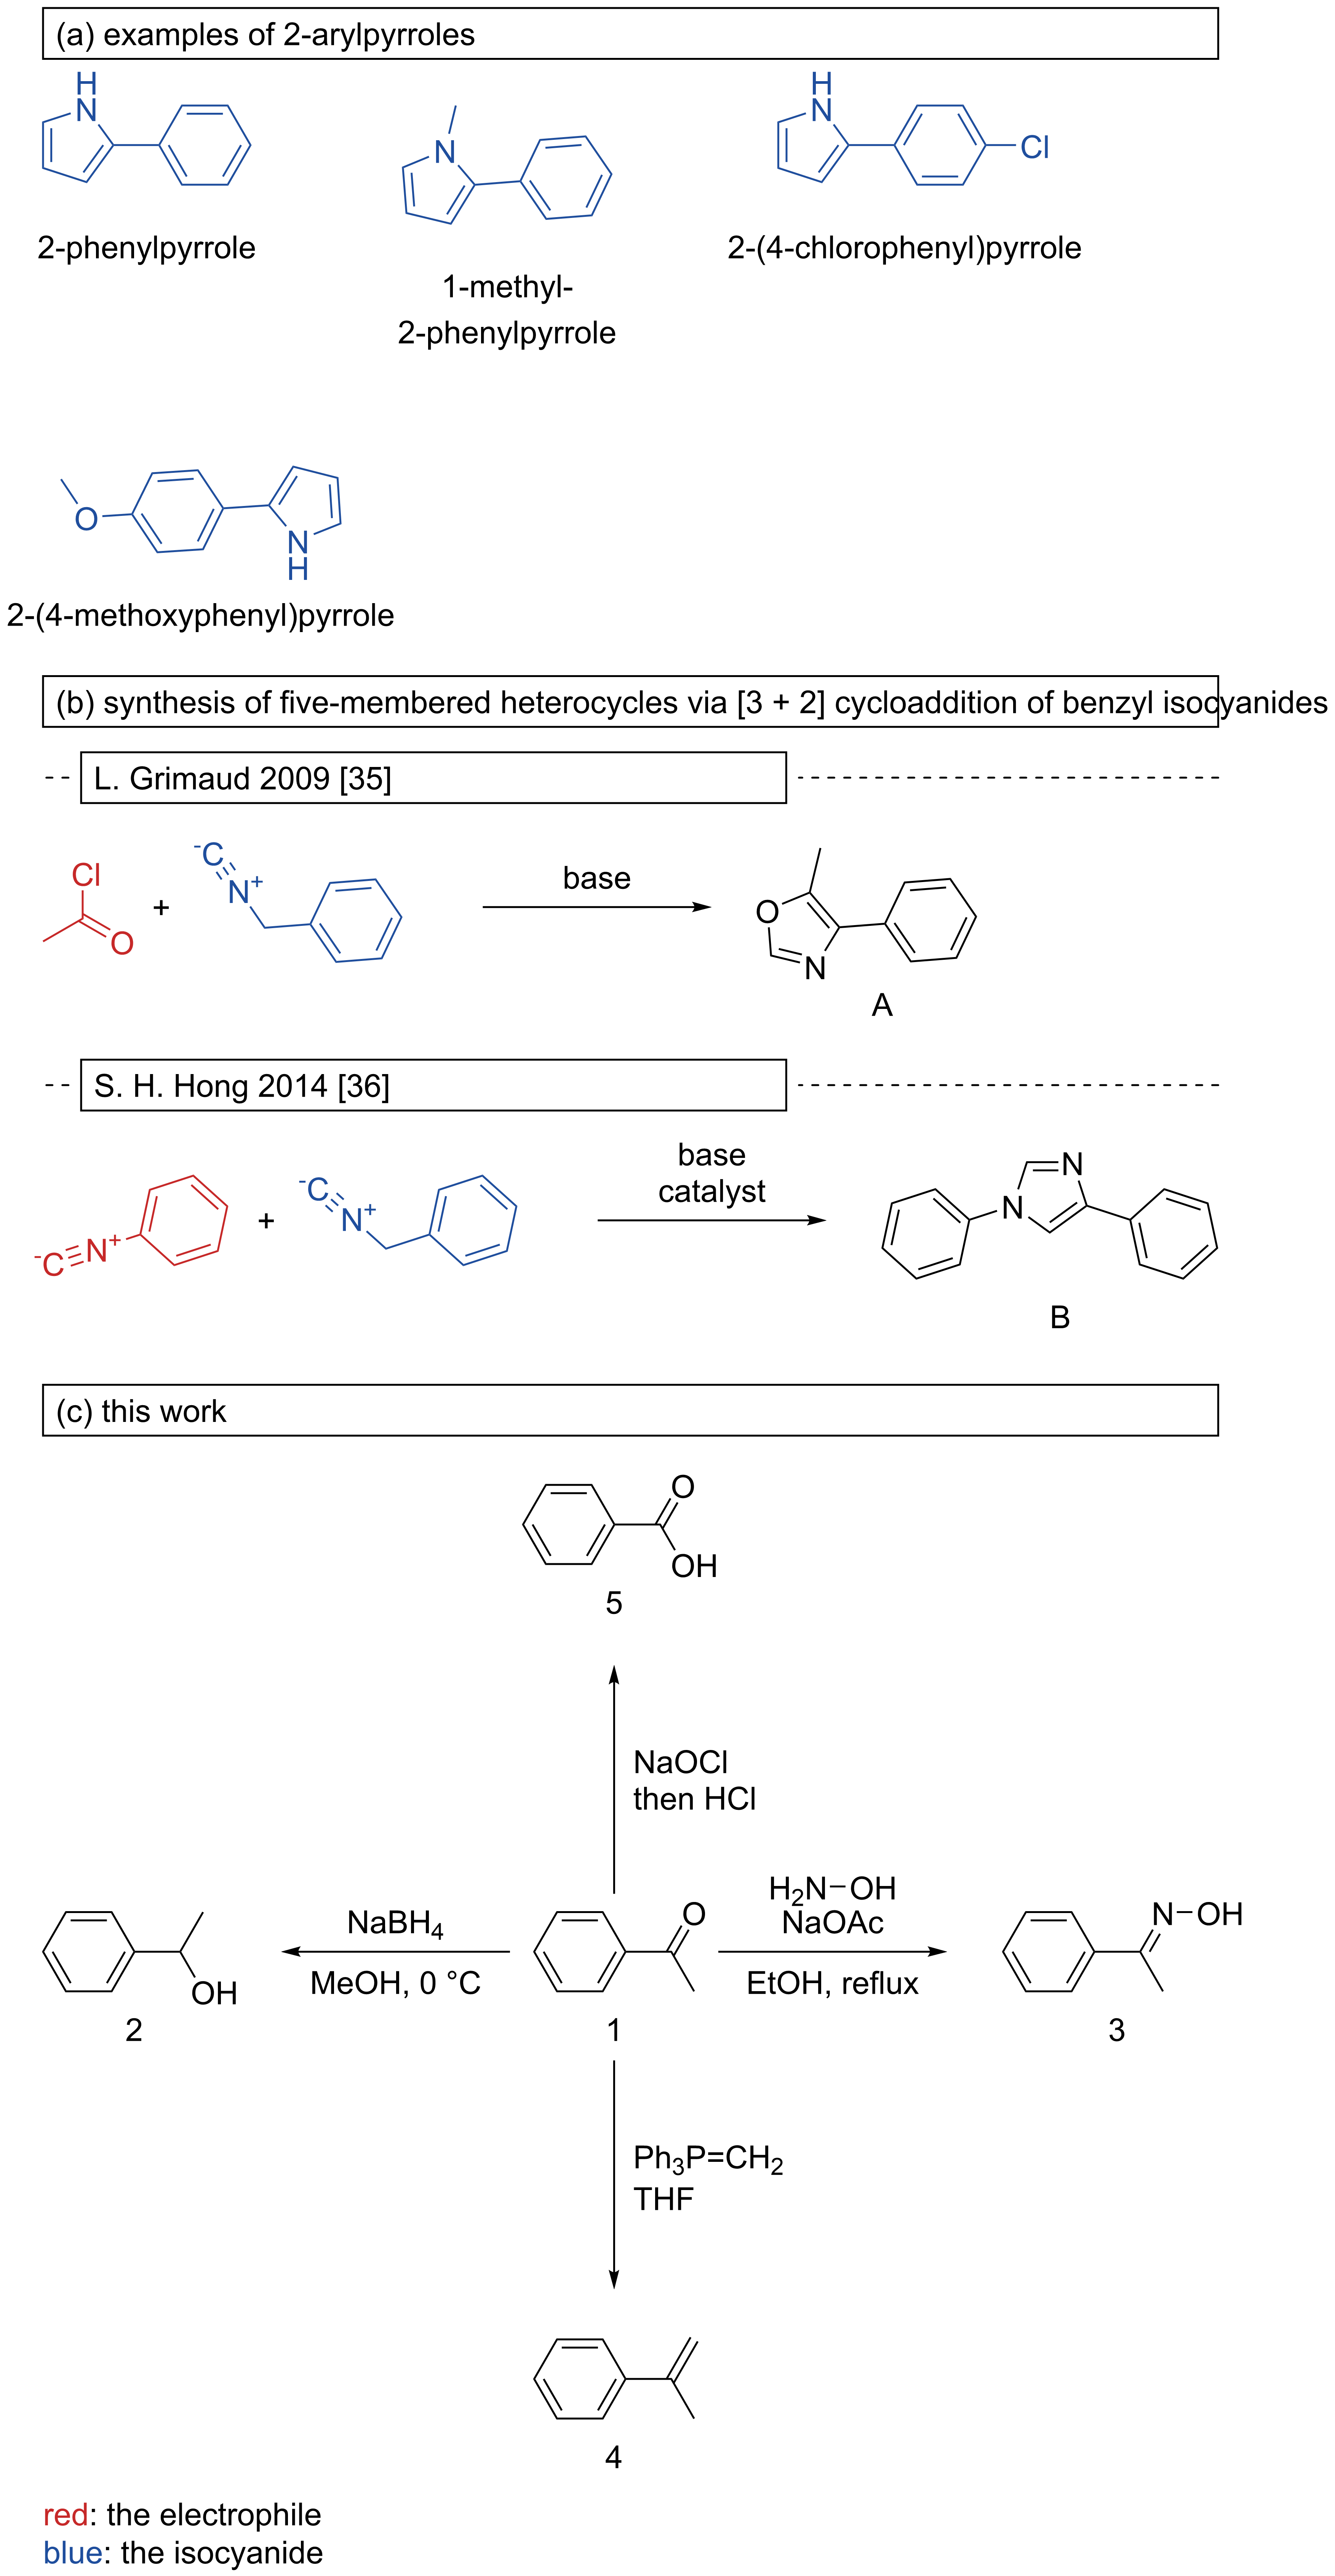 (a) examples of 2-arylpyrroles
H
N
2-phenylpyrrole
N
1-methyl-
2-phenylpyrrole
H
N
Cl
2-(4-chlorophenyl)pyrrole
O
N
H
2-(4-methoxyphenyl)pyrrole
(b) synthesis of five-membered heterocycles via [3 + 2] cycloaddition of benzyl isocyanides
L. Grimaud 2009 [35]
Cl
O
+
⁻C
N⁺
base
O
N
A
S. H. Hong 2014 [36]
⁻C
N⁺
+
⁻C
N⁺
base
catalyst
N
N
B
(c) this work
O
OH
5
NaOCl
then HCl
OH
2
NaBH₄
MeOH, 0 °C
O
1
H₂N–OH
NaOAc
EtOH, reflux
N–OH
3
Ph₃P=CH₂
THF
4
red: the electrophile
blue: the isocyanide